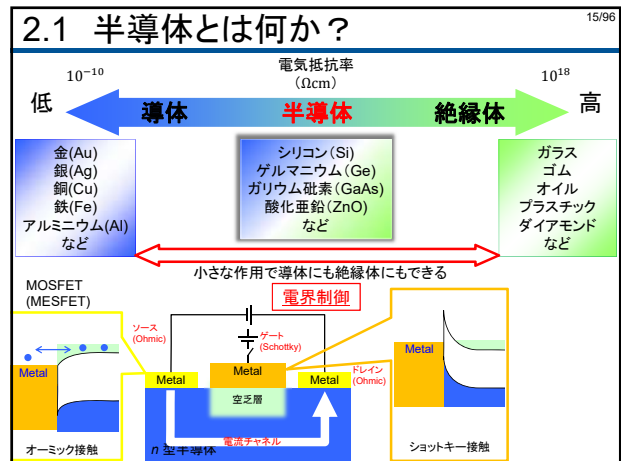 2.1 半導体とは何か？
15/96
電気抵抗率
(Ωcm)
10⁻¹⁰
10¹⁸
低
導体
半導体
絶縁体
高
金(Au)
銀(Ag)
銅(Cu)
鉄(Fe)
アルミニウム(Al)
など
シリコン(Si)
ゲルマニウム(Ge)
ガリウム砒素(GaAs)
酸化亜鉛(ZnO)
など
ガラス
ゴム
オイル
プラスチック
ダイアモンド
など
小さな作用で導体にも絶縁体にもできる
MOSFET
(MESFET)
電界制御
ソース
(Ohmic)
ゲート
(Schottky)
ドレイン
(Ohmic)
Metal
Metal
Metal
Metal
Metal
空乏層
電流チャネル
n 型半導体
オーミック接触
ショットキー接触